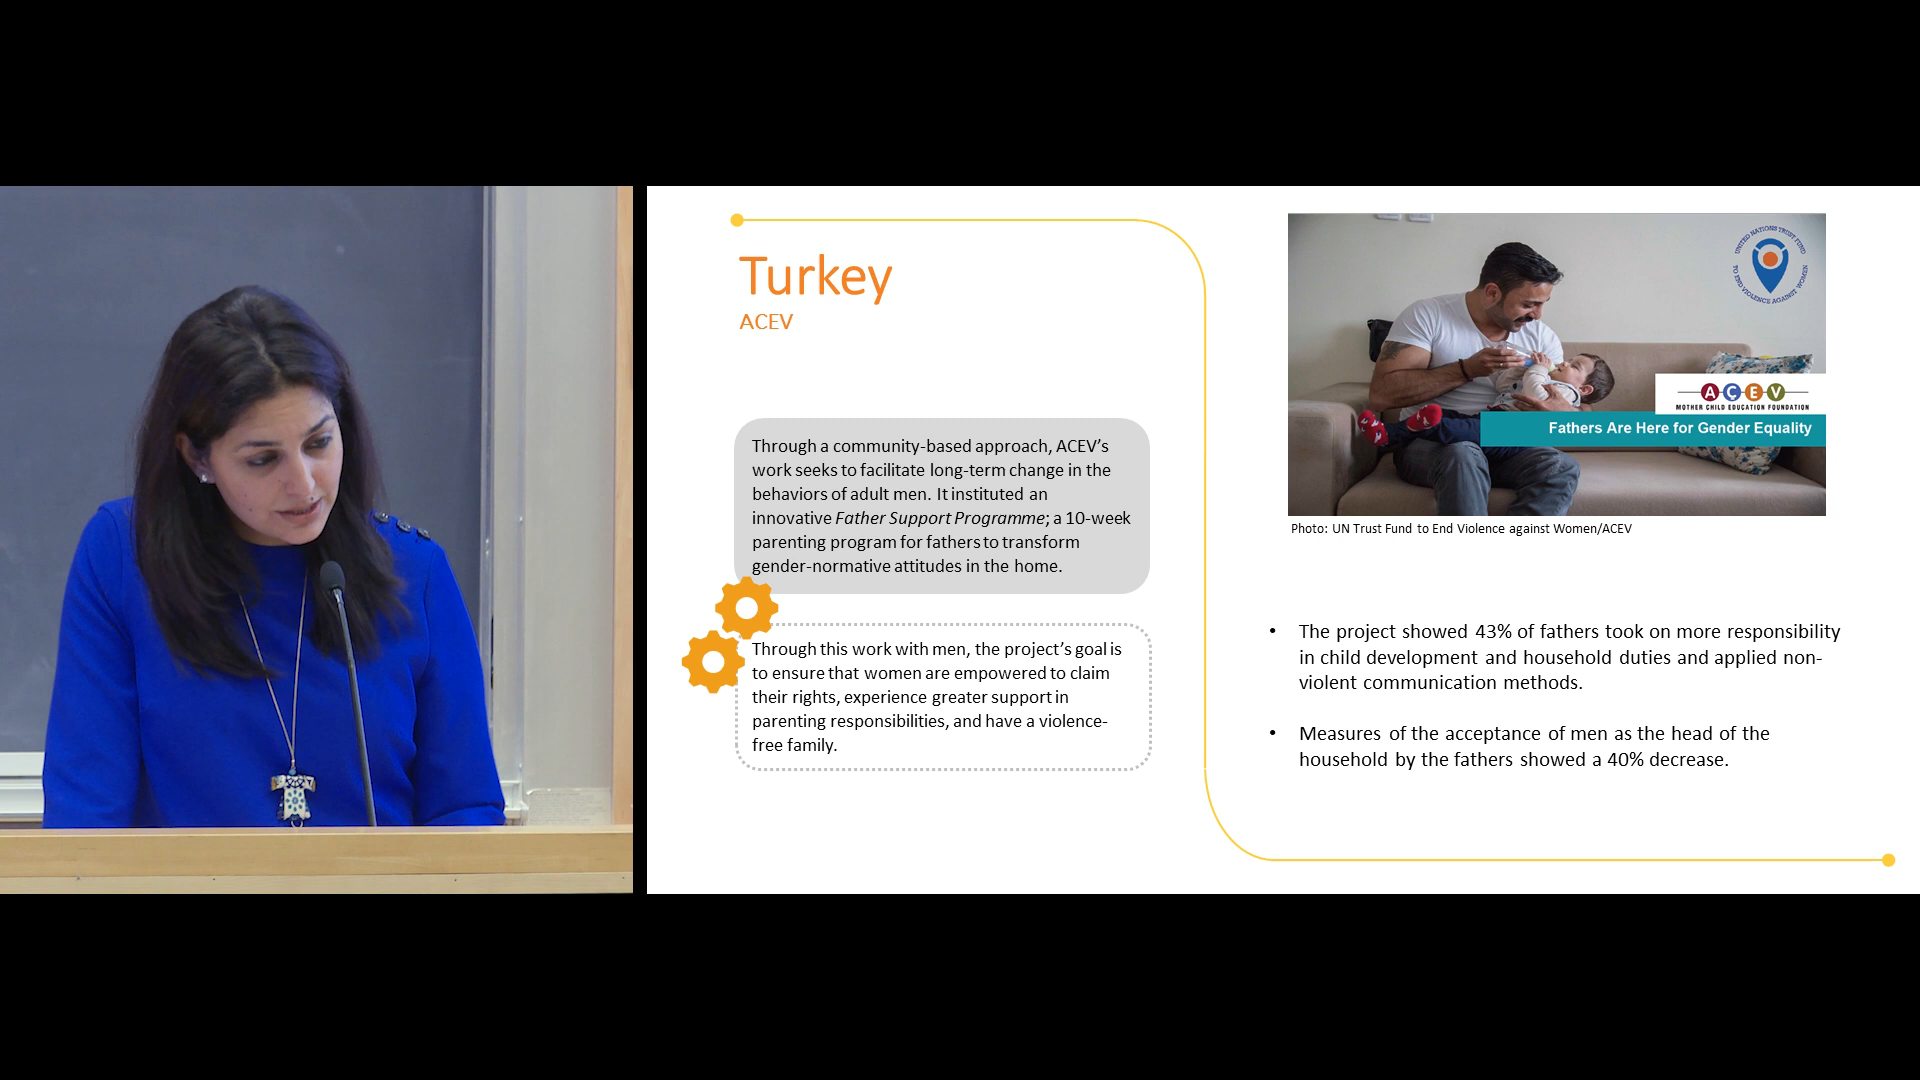 Turkey
ACEV
Through a community-based approach, ACEV's
work seeks to facilitate long-term change in the
behaviors of adult men. It instituted an
innovative Father Support Programme; a 10-week
parenting program for fathers to transform
gender-normative attitudes in the home.
Through this work with men, the project's goal is
to ensure that women are empowered to claim
their rights, experience greater support in
parenting responsibilities, and have a violence-
free family.
UNITED NATIONS TRUST FUND
TO END VIOLENCE AGAINST WOMEN
A C E V
MOTHER CHILD EDUCATION FOUNDATION
Fathers Are Here for Gender Equality
Photo: UN Trust Fund to End Violence against Women/ACEV
• The project showed 43% of fathers took on more responsibility
in child development and household duties and applied non-
violent communication methods.
• Measures of the acceptance of men as the head of the
household by the fathers showed a 40% decrease.